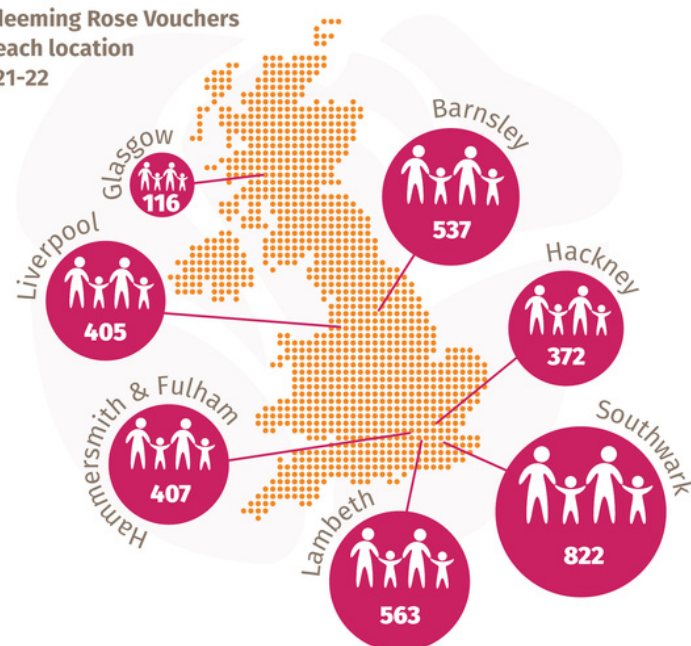 deeming Rose Vouchers
each location
21-22
Glasgow
116
Barnsley
537
Liverpool
405
Hackney
372
Hammersmith & Fulham
407
Southwark
822
Lambeth
563